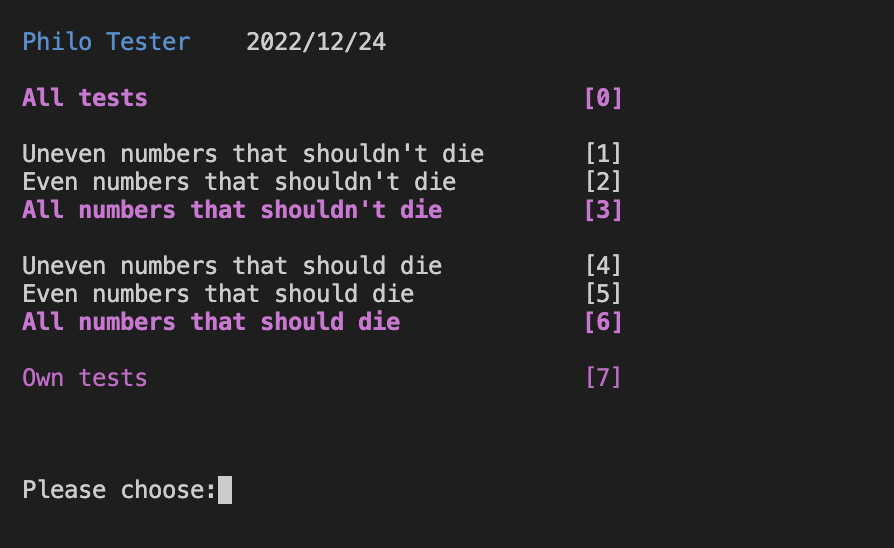 Philo Tester    2022/12/24
All tests    [0]
Uneven numbers that shouldn't die    [1]
Even numbers that shouldn't die    [2]
All numbers that shouldn't die    [3]
Uneven numbers that should die    [4]
Even numbers that should die    [5]
All numbers that should die    [6]
Own tests    [7]
Please choose: